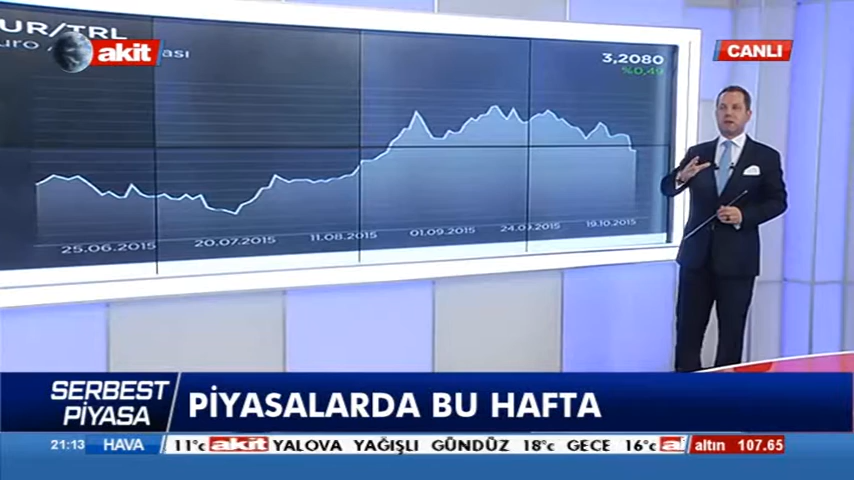 UR/TRL
akit
CANLI
3,2080
%0,49
25.06.2015 20.07.2015 11.08.2015 01.09.2015 24.09.2015 19.10.2015
SERBEST PİYASA
PİYASALARDA BU HAFTA
21:13 HAVA 11°c akit YALOVA YAĞIŞLI GÜNDÜZ 18°c GECE 16°c altın 107.65